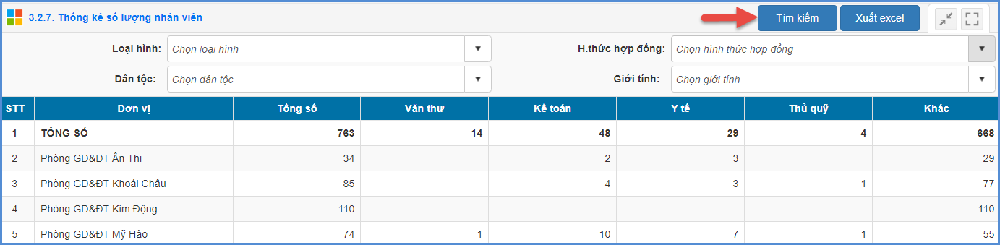 3.2.7. Thống kê số lượng nhân viên Tìm kiếm Xuất excel
Loại hình: Chọn loại hình H.thức hợp đồng: Chọn hình thức hợp đồng
Dân tộc: Chọn dân tộc Giới tính: Chọn giới tính
STT Đơn vị Tổng số Văn thư Kế toán Y tế Thủ quỹ Khác
1 TỔNG SỐ 763 14 48 29 4 668
2 Phòng GD&ĐT Ân Thi 34 2 3 29
3 Phòng GD&ĐT Khoái Châu 85 4 3 1 77
4 Phòng GD&ĐT Kim Động 110 110
5 Phòng GD&ĐT Mỹ Hào 74 1 10 7 1 55